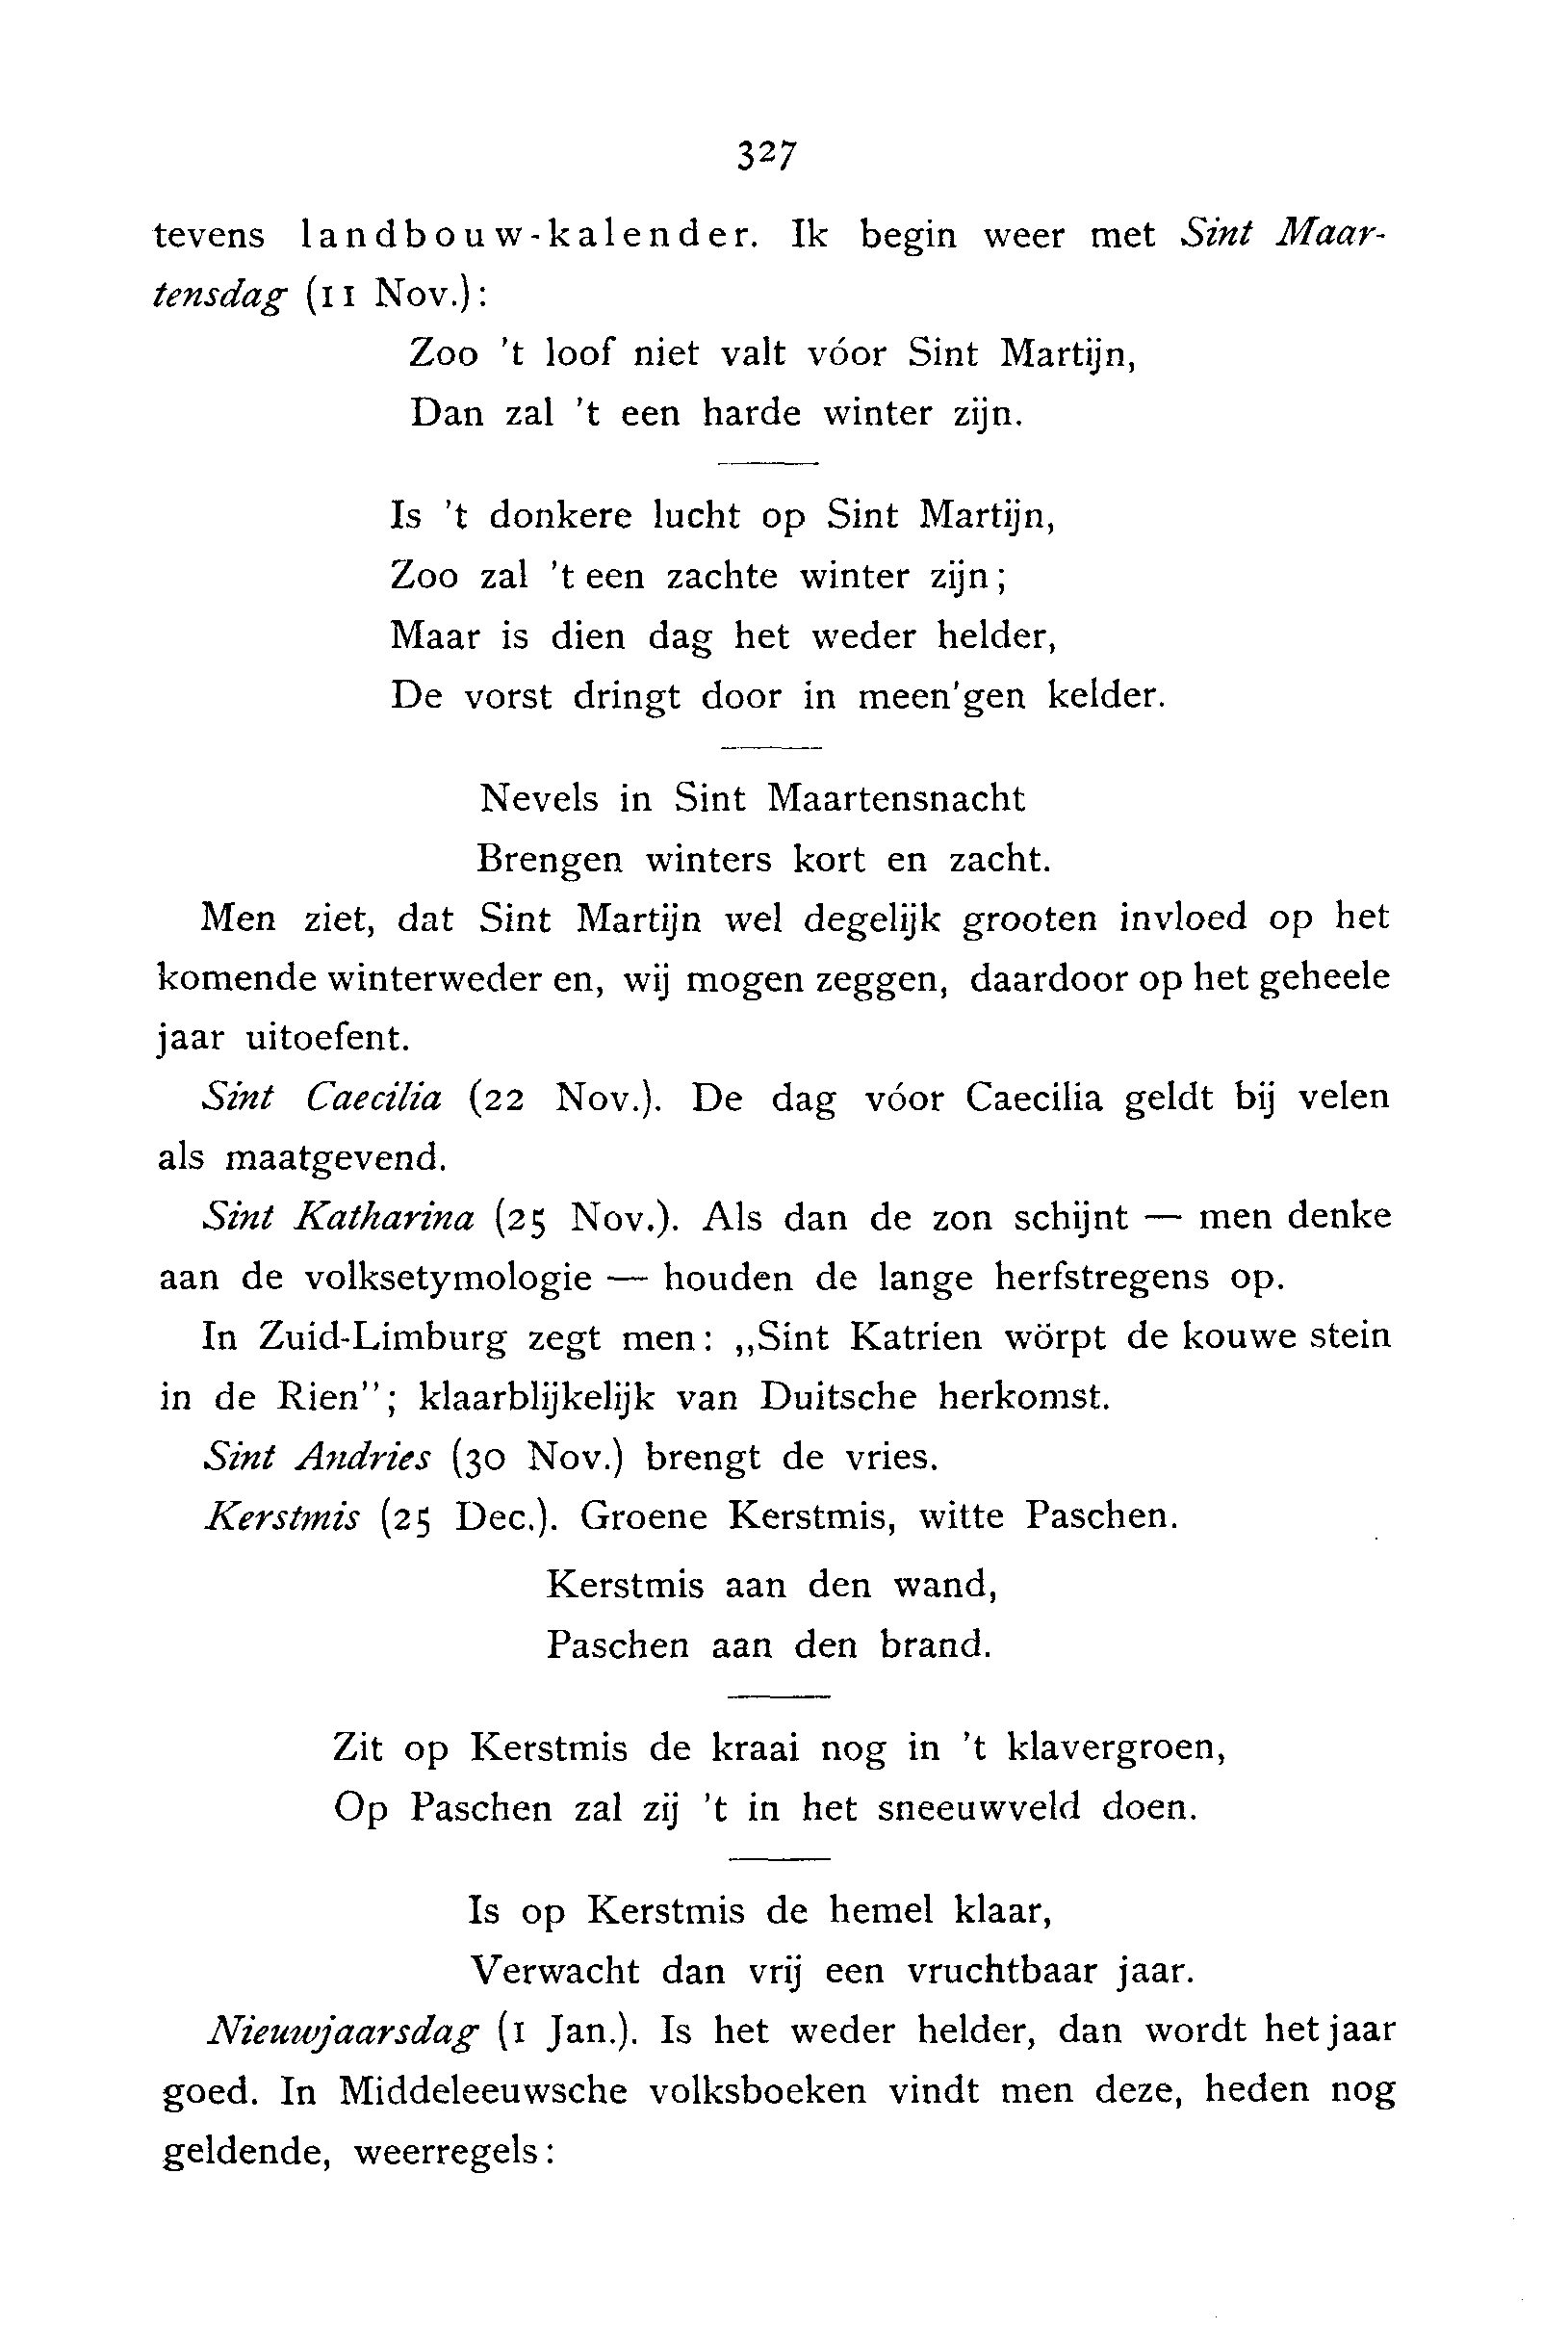 327
tevens landbouw-kalender. Ik begin weer met Sint Maar-
tensdag (11 Nov.):
Zoo 't loof niet valt vóor Sint Martijn,
Dan zal 't een harde winter zijn.
Is 't donkere lucht op Sint Martijn,
Zoo zal 't een zachte winter zijn;
Maar is dien dag het weder helder,
De vorst dringt door in meen'gen kelder.
Nevels in Sint Maartensnacht
Brengen winters kort en zacht.
Men ziet, dat Sint Martijn wel degelijk grooten invloed op het
komende winterweder en, wij mogen zeggen, daardoor op het geheele
jaar uitoefent.
Sint Caecilia (22 Nov.). De dag vóor Caecilia geldt bij velen
als maatgevend.
Sint Katharina (25 Nov.). Als dan de zon schijnt — men denke
aan de volksetymologie — houden de lange herfstregens op.
In Zuid-Limburg zegt men: „Sint Katrien wörpt de kouwe stein
in de Rien”; klaarblijkelijk van Duitsche herkomst.
Sint Andries (30 Nov.) brengt de vries.
Kerstmis (25 Dec.). Groene Kerstmis, witte Paschen.
Kerstmis aan den wand,
Paschen aan den brand.
Zit op Kerstmis de kraai nog in 't klavergroen,
Op Paschen zal zij 't in het sneeuwveld doen.
Is op Kerstmis de hemel klaar,
Verwacht dan vrij een vruchtbaar jaar.
Nieuwjaarsdag (1 Jan.). Is het weder helder, dan wordt het jaar
goed. In Middeleeuwsche volksboeken vindt men deze, heden nog
geldende, weerregels: